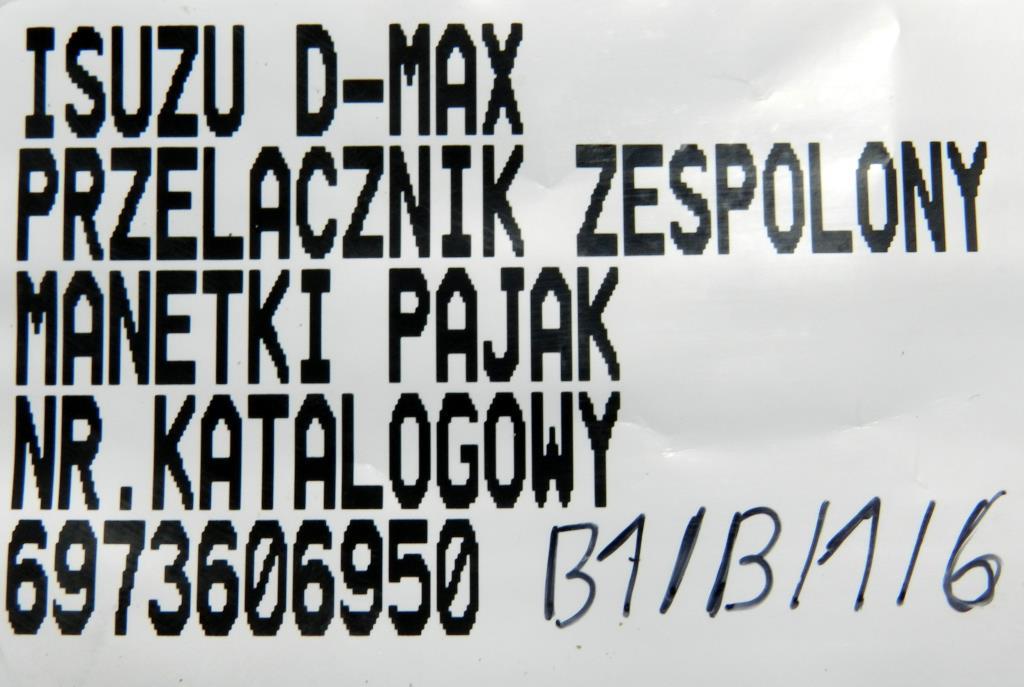 ISUZU D-MAX
PRZELACZNIK ZESPOLONY
MANETKI PAJAK
NR.KATALOGOWY
6973606950 B1/B/1/6